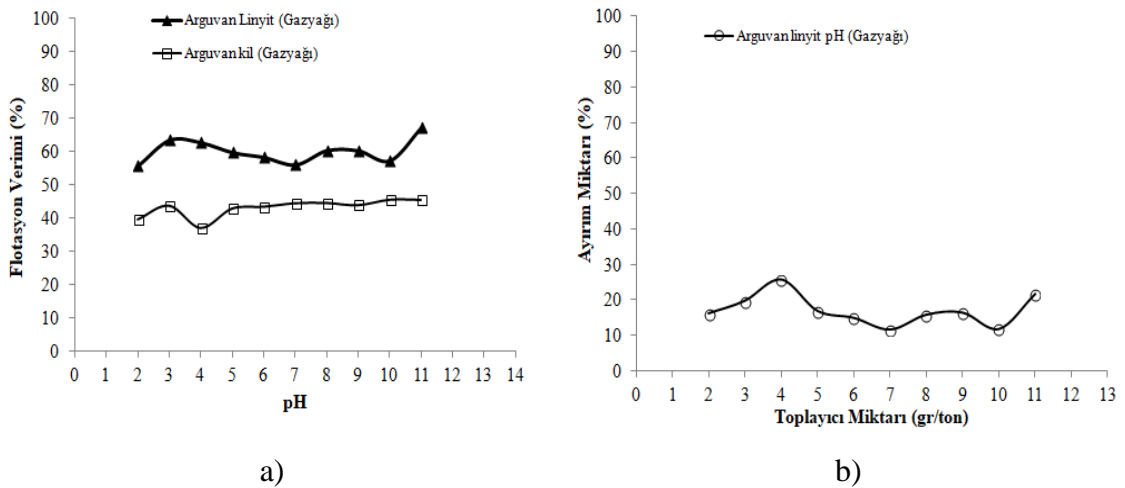 Arguvan Linyit (Gazyağı)
Arguvan kil (Gazyağı)
Flotasyon Verimi (%)
100
90
80
70
60
50
40
30
20
10
0
0 1 2 3 4 5 6 7 8 9 10 11 12 13 14
pH
a)
Arguvan linyit pH (Gazyağı)
Ayırım Miktarı (%)
100
90
80
70
60
50
40
30
20
10
0
0 1 2 3 4 5 6 7 8 9 10 11 12 13
Toplayıcı Miktarı (gr/ton)
b)